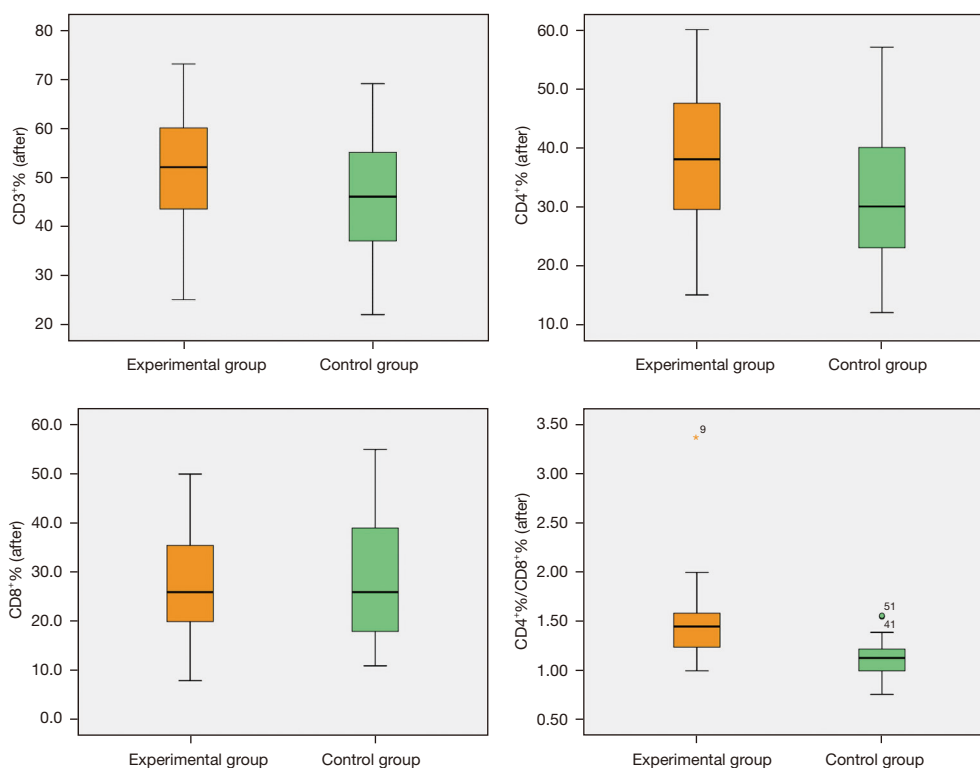 CD3⁺% (after)
80
70
60
50
40
30
20
Experimental group
Control group
CD4⁺% (after)
60.0
50.0
40.0
30.0
20.0
10.0
Experimental group
Control group
CD8⁺% (after)
60.0
50.0
40.0
30.0
20.0
10.0
0.0
Experimental group
Control group
CD4⁺%/CD8⁺% (after)
3.50
3.00
2.50
2.00
1.50
1.00
0.50
9
51
41
Experimental group
Control group